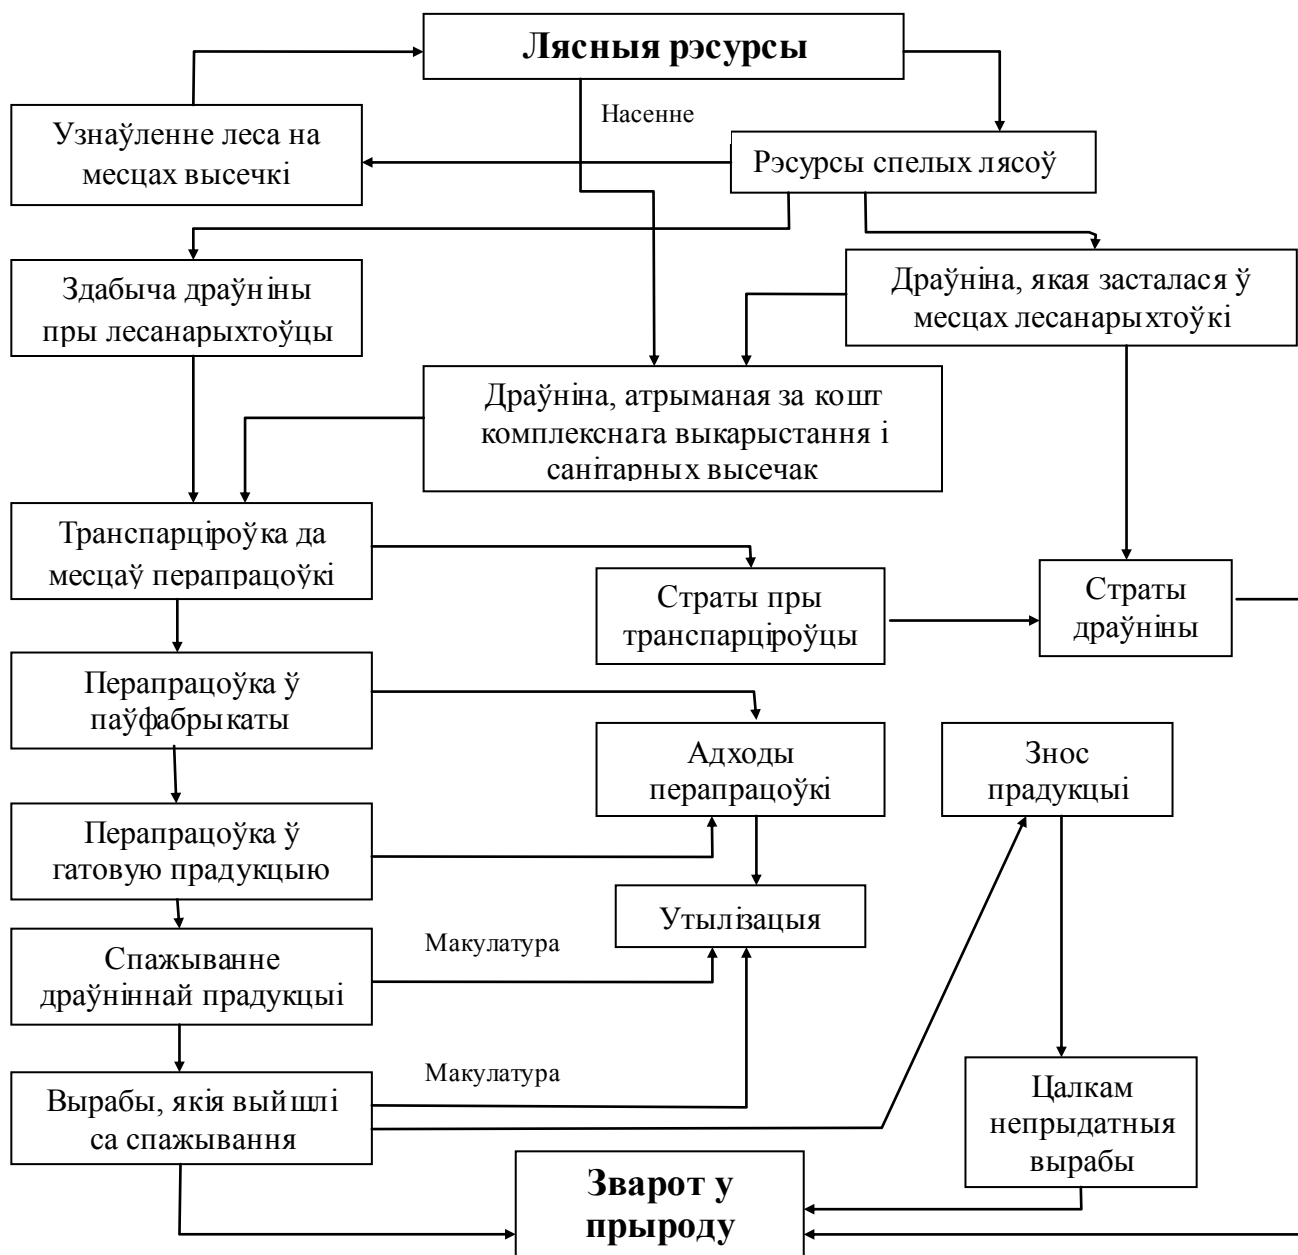 Лясныя рэсурсы
Насенне
Узнаўленне леса на
месцах высечкі
Рэсурсы спелых лясоў
Здабыча драўніны
пры лесанарыхтоўцы
Драўніна, якая засталася ў
месцах лесанарыхтоўкі
Драўніна, атрыманая за кошт
комплекснага выкарыстання і
санітарных высечак
Транспарціроўка да
месцаў перапрацоўкі
Страты пры
транспарціроўцы
Страты
драўніны
Перапрацоўка ў
паўфабрыкаты
Адходы
перапрацоўкі
Знос
прадукцыі
Перапрацоўка ў
гатовую прадукцыю
Утылізацыя
Макулатура
Спажыванне
драўніннай прадукцыі
Макулатура
Вырабы, якія выйшлі
са спажывання
Цалкам
непрыдатныя
вырабы
Зварот у
прыроду